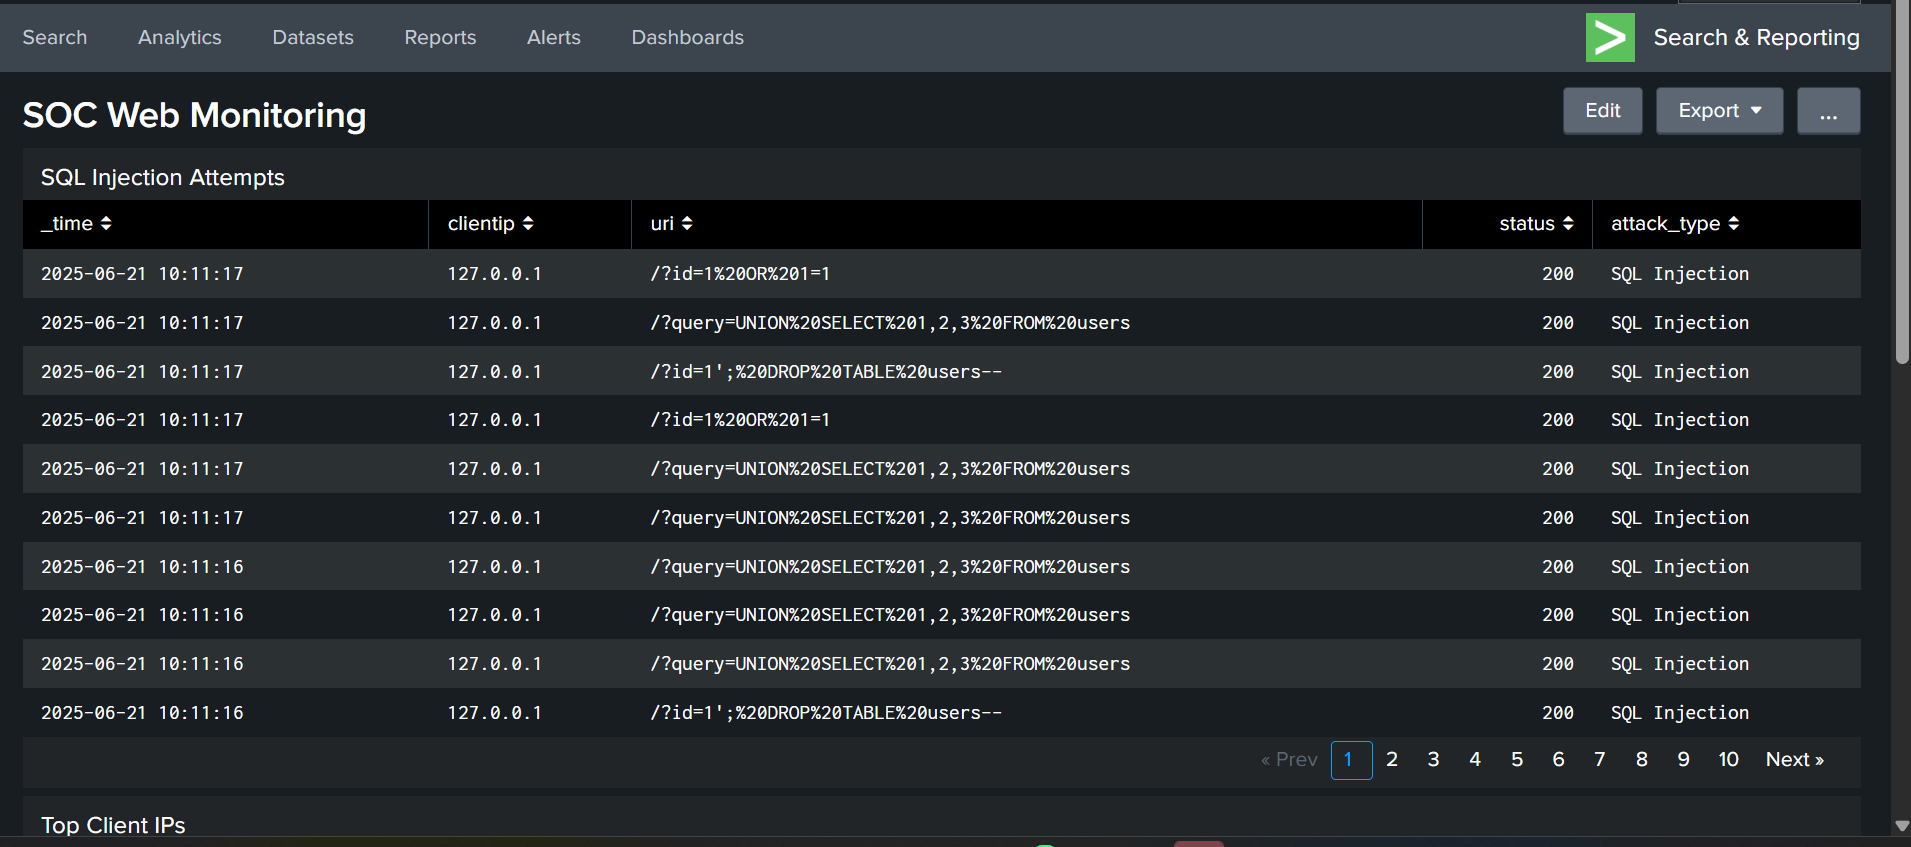 Search Analytics Datasets Reports Alerts Dashboards Search & Reporting
SOC Web Monitoring Edit Export ...
SQL Injection Attempts
_time clientip uri status attack_type
2025-06-21 10:11:17 127.0.0.1 /?id=1%20OR%201=1 200 SQL Injection
2025-06-21 10:11:17 127.0.0.1 /?query=UNION%20SELECT%201,2,3%20FROM%20users 200 SQL Injection
2025-06-21 10:11:17 127.0.0.1 /?id=1';%20DROP%20TABLE%20users-- 200 SQL Injection
2025-06-21 10:11:17 127.0.0.1 /?id=1%20OR%201=1 200 SQL Injection
2025-06-21 10:11:17 127.0.0.1 /?query=UNION%20SELECT%201,2,3%20FROM%20users 200 SQL Injection
2025-06-21 10:11:17 127.0.0.1 /?query=UNION%20SELECT%201,2,3%20FROM%20users 200 SQL Injection
2025-06-21 10:11:16 127.0.0.1 /?query=UNION%20SELECT%201,2,3%20FROM%20users 200 SQL Injection
2025-06-21 10:11:16 127.0.0.1 /?query=UNION%20SELECT%201,2,3%20FROM%20users 200 SQL Injection
2025-06-21 10:11:16 127.0.0.1 /?query=UNION%20SELECT%201,2,3%20FROM%20users 200 SQL Injection
2025-06-21 10:11:16 127.0.0.1 /?id=1';%20DROP%20TABLE%20users-- 200 SQL Injection
« Prev 1 2 3 4 5 6 7 8 9 10 Next »
Top Client IPs